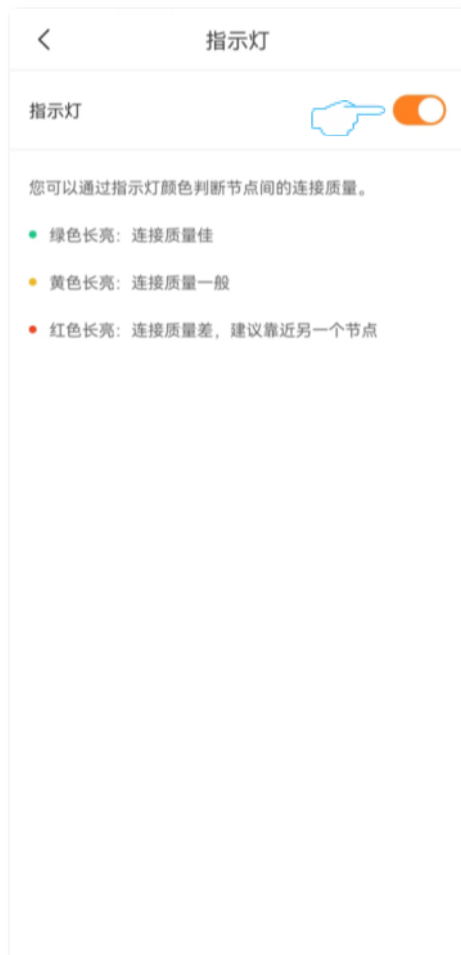 指示灯
指示灯
您可以通过指示灯颜色判断节点间的连接质量。
绿色长亮：连接质量佳
黄色长亮：连接质量一般
红色长亮：连接质量差，建议靠近另一个节点